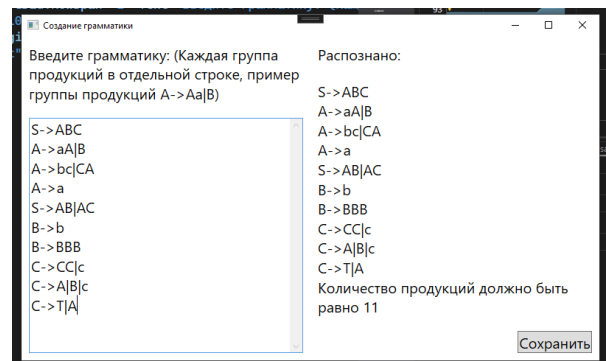 93
Создание грамматики
Введите грамматику: (Каждая группа
продукций в отдельной строке, пример
группы продукций A->Aa|B)
S->ABC
A->aA|B
A->bc|CA
A->a
S->AB|AC
B->b
B->BBB
C->CC|c
C->A|B|c
C->T|A
Распознано:
S->ABC
A->aA|B
A->bc|CA
A->a
S->AB|AC
B->b
B->BBB
C->CC|c
C->A|B|c
C->T|A
Количество продукций должно быть
равно 11
Сохранить